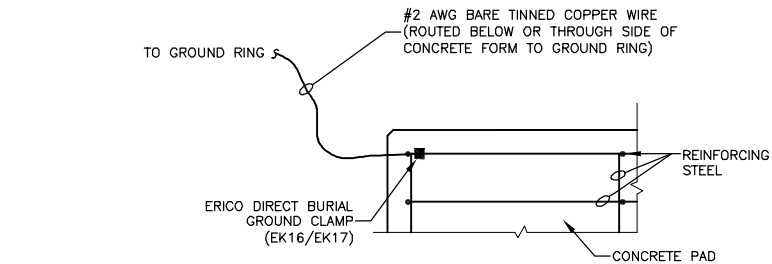 #2 AWG BARE TINNED COPPER WIRE
(ROUTED BELOW OR THROUGH SIDE OF
CONCRETE FORM TO GROUND RING)
TO GROUND RING
REINFORCING
STEEL
ERICO DIRECT BURIAL
GROUND CLAMP
(EK16/EK17)
CONCRETE PAD